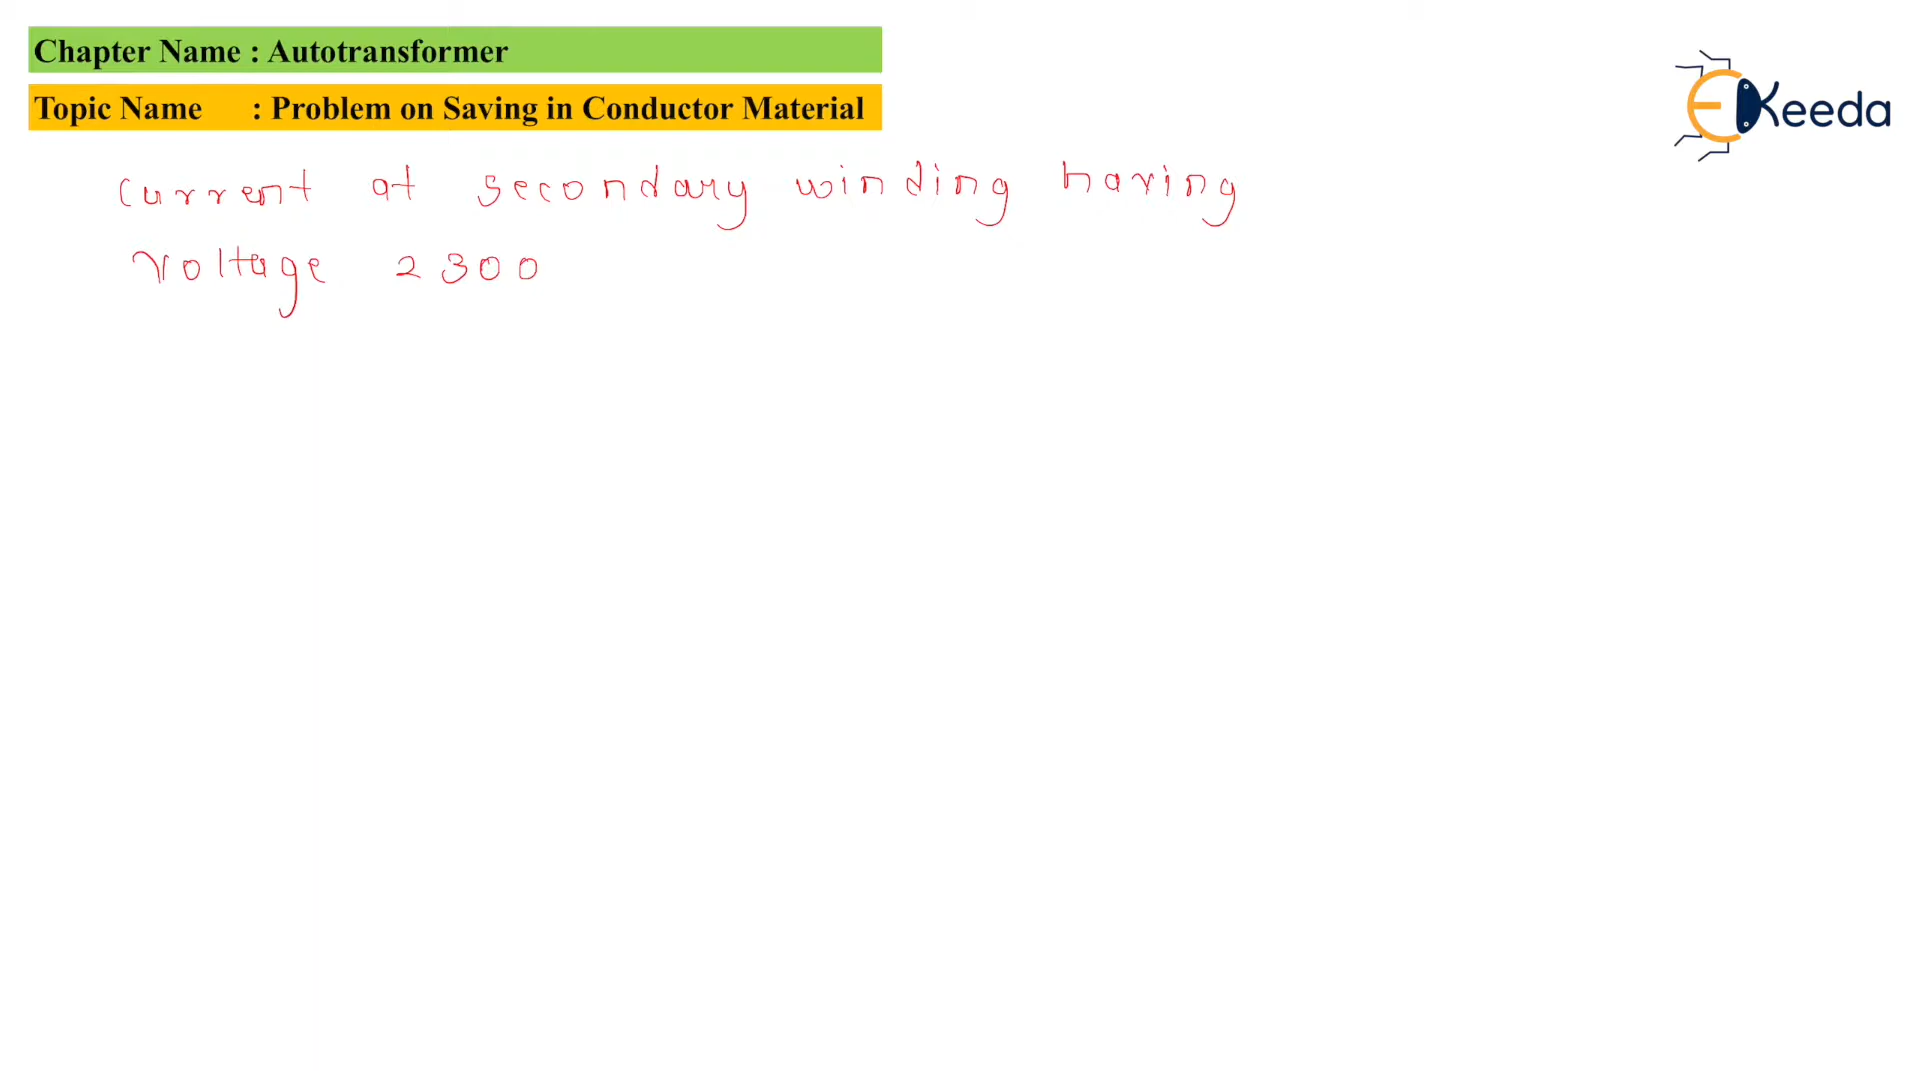 Chapter Name : Autotransformer
Topic Name : Problem on Saving in Conductor Material
EKeeda
current at secondary winding having
voltage 2300